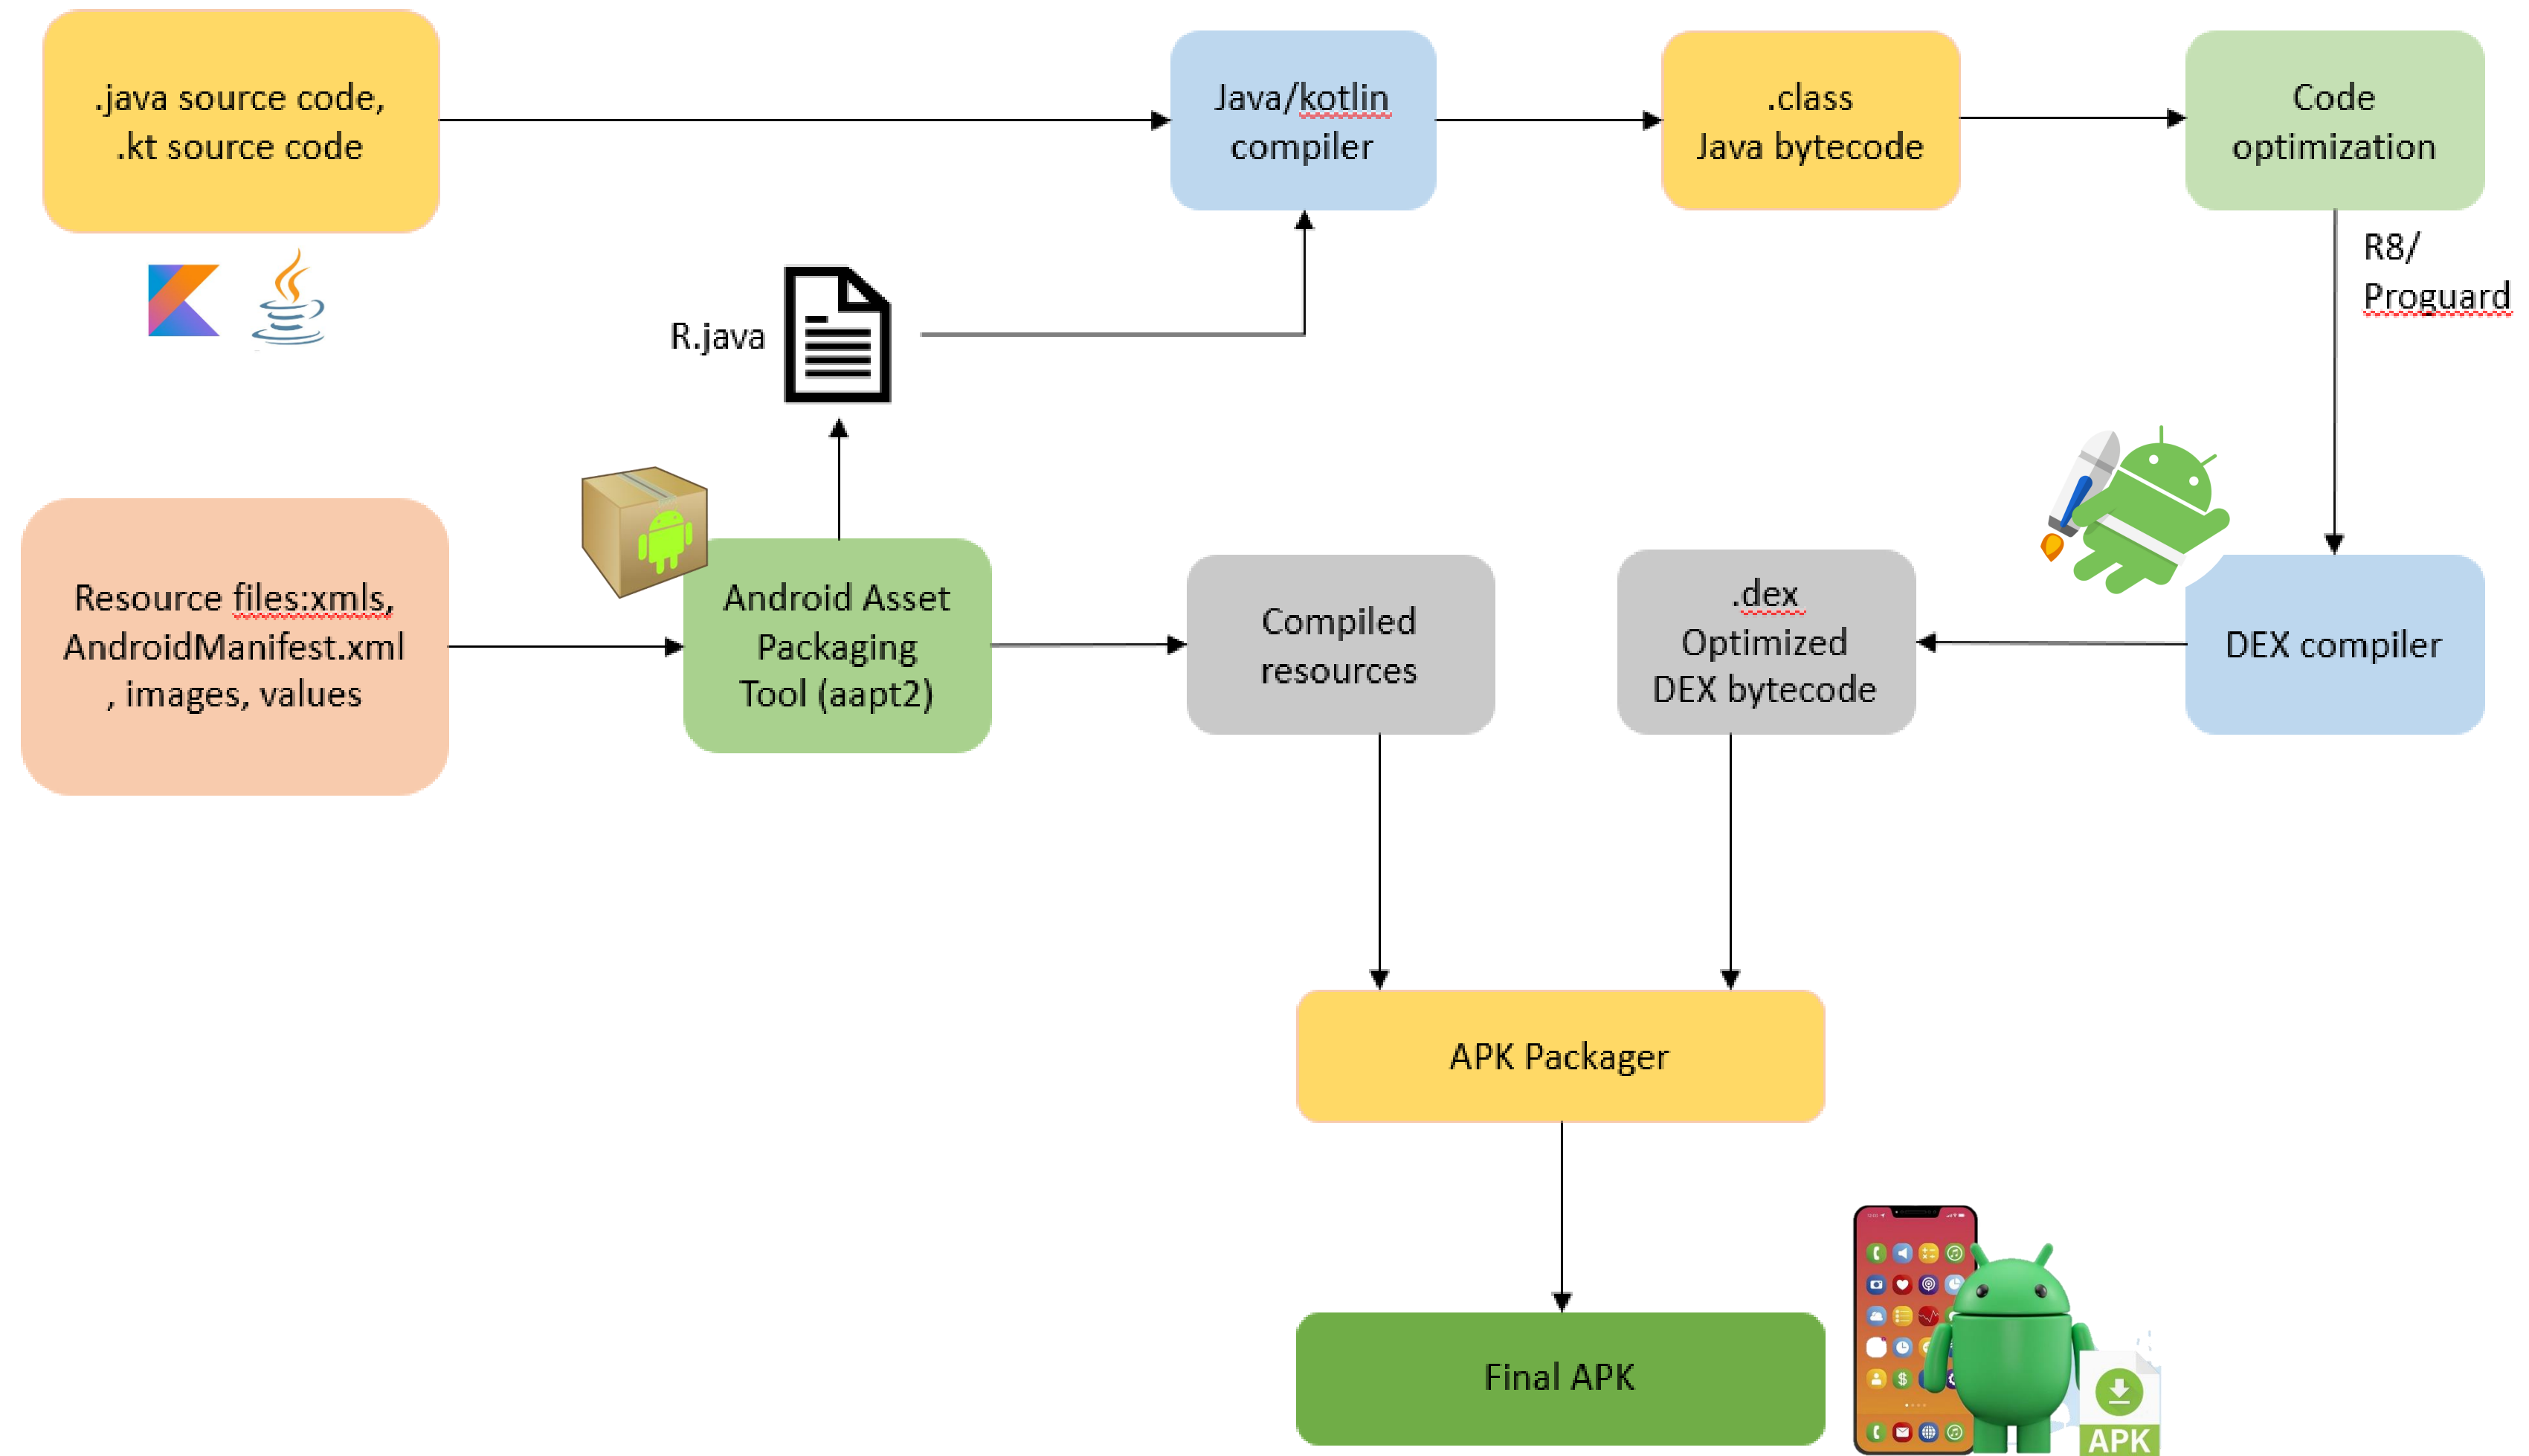 .java source code,
.kt source code
Java/kotlin
compiler
.class
Java bytecode
Code
optimization
R8/
Proguard
R.java
Resource files:xmls,
AndroidManifest.xml
, images, values
Android Asset
Packaging
Tool (aapt2)
Compiled
resources
.dex
Optimized
DEX bytecode
DEX compiler
APK Packager
Final APK
APK